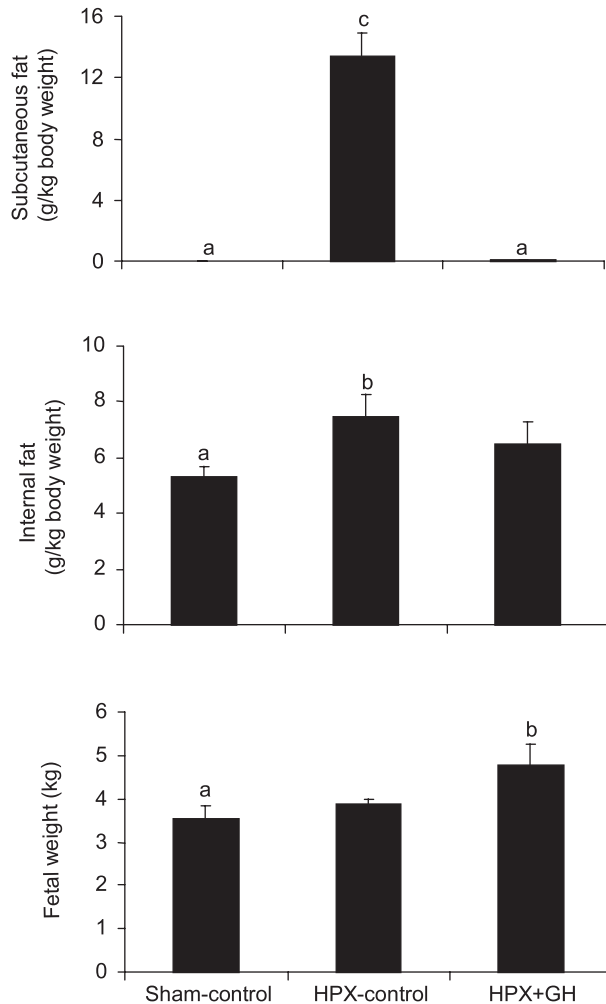 Subcutaneous fat
(g/kg body weight)
16
12
8
4
0
a
c
a
Internal fat
(g/kg body weight)
10
8
6
4
2
0
a
b
Fetal weight (kg)
6
5
4
3
2
1
0
a
b
Sham-control
HPX-control
HPX+GH